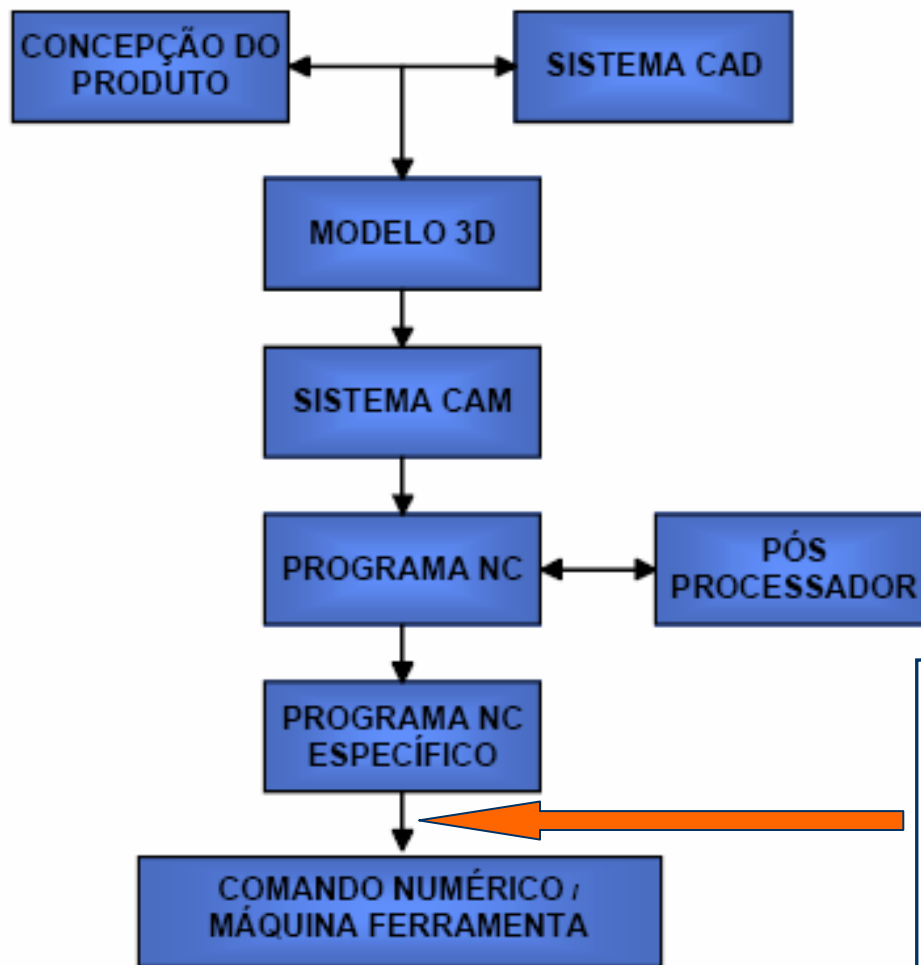 CONCEPÇÃO DO
PRODUTO
SISTEMA CAD
MODELO 3D
SISTEMA CAM
PROGRAMA NC
PÓS
PROCESSADOR
PROGRAMA NC
ESPECÍFICO
COMANDO NUMÉRICO /
MÁQUINA FERRAMENTA